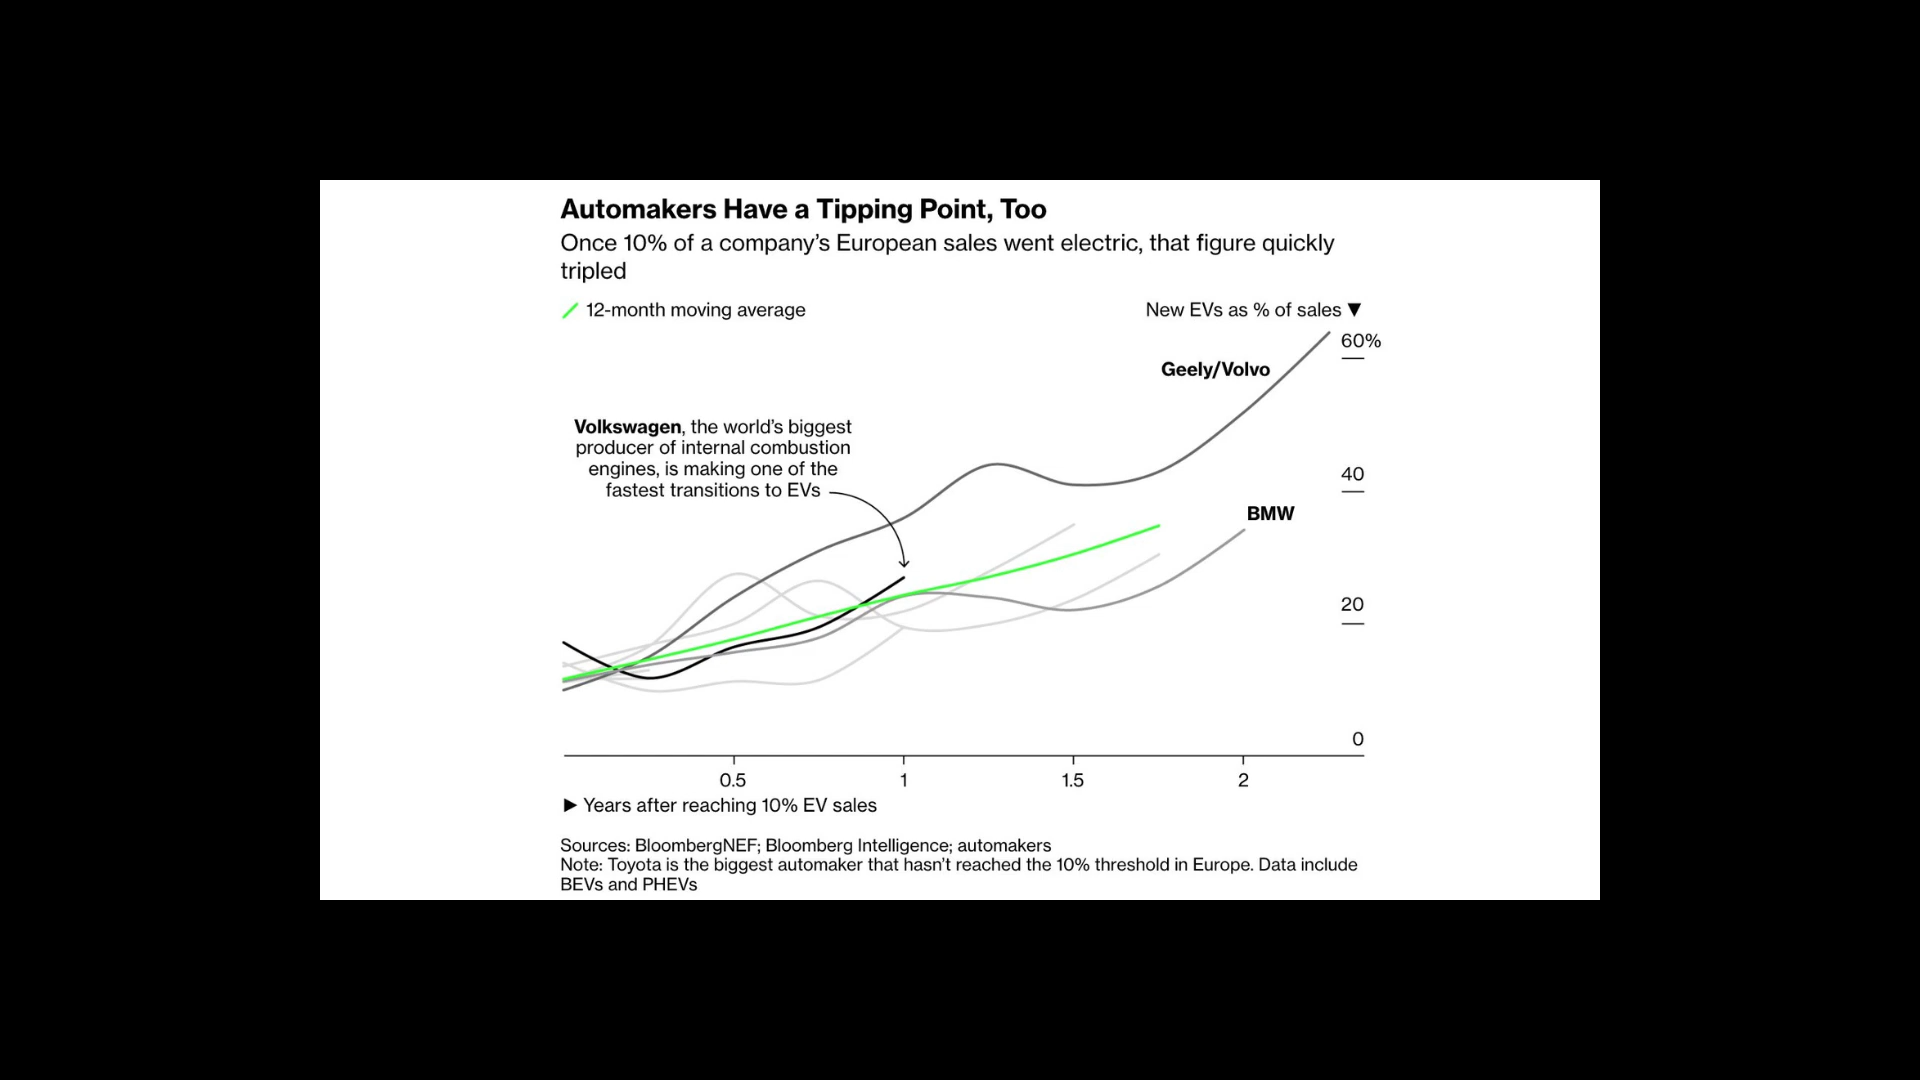 Automakers Have a Tipping Point, Too
Once 10% of a company’s European sales went electric, that figure quickly
tripled
12-month moving average
New EVs as % of sales ▼
60%
Geely/Volvo
Volkswagen, the world’s biggest
producer of internal combustion
engines, is making one of the
fastest transitions to EVs
40
BMW
20
0
0.5
1
1.5
2
► Years after reaching 10% EV sales
Sources: BloombergNEF; Bloomberg Intelligence; automakers
Note: Toyota is the biggest automaker that hasn’t reached the 10% threshold in Europe. Data include
BEVs and PHEVs